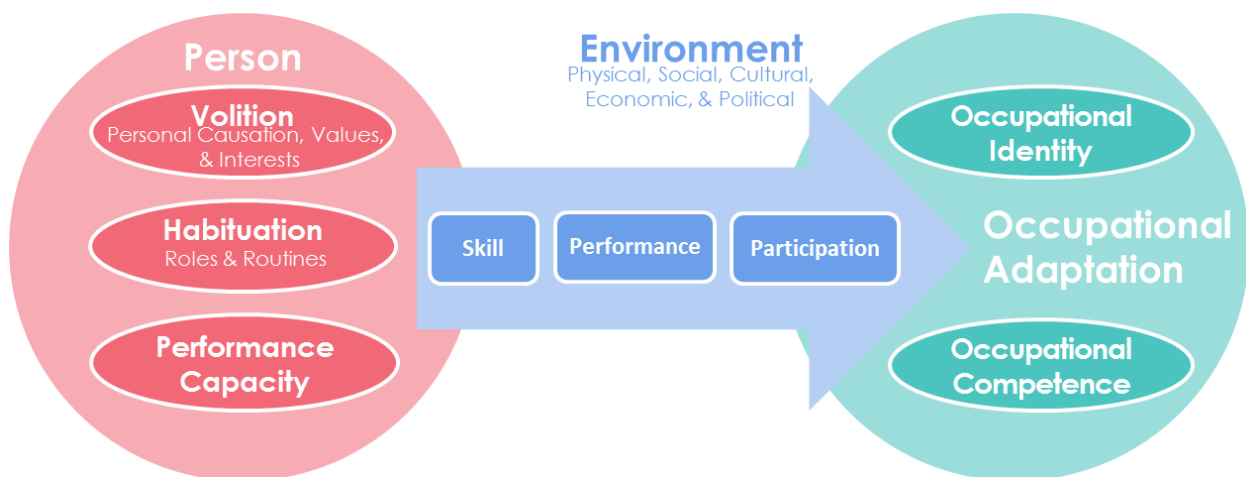 Person
Volition
Personal Causation, Values,
& Interests
Habituation
Roles & Routines
Performance
Capacity
Environment
Physical, Social, Cultural,
Economic, & Political
Skill
Performance
Participation
Occupational
Identity
Occupational
Adaptation
Occupational
Competence